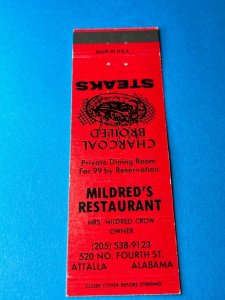 MADE IN U.S.A.
STEAKS
BROILED
CHARCOAL
Private Dining Room
For 99 by Reservation
MILDRED'S
RESTAURANT
MRS. MILDRED CROW
OWNER
(205) 538-9123
520 NO. FOURTH ST.
ATTALLA ALABAMA
CLOSE COVER BEFORE STRIKING